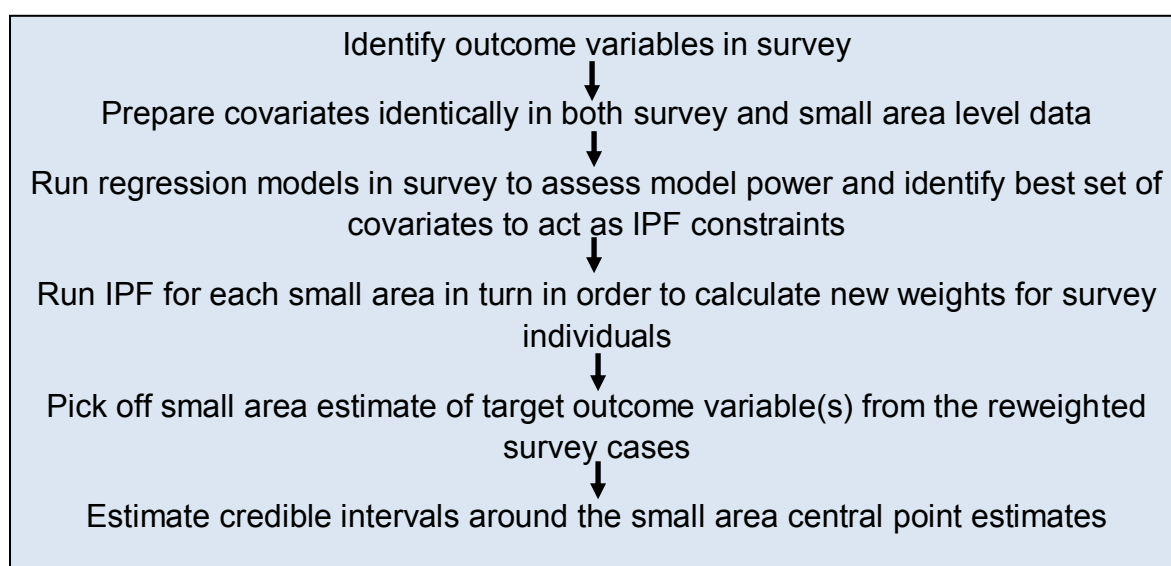 Identify outcome variables in survey
Prepare covariates identically in both survey and small area level data
Run regression models in survey to assess model power and identify best set of
covariates to act as IPF constraints
Run IPF for each small area in turn in order to calculate new weights for survey
individuals
Pick off small area estimate of target outcome variable(s) from the reweighted
survey cases
Estimate credible intervals around the small area central point estimates